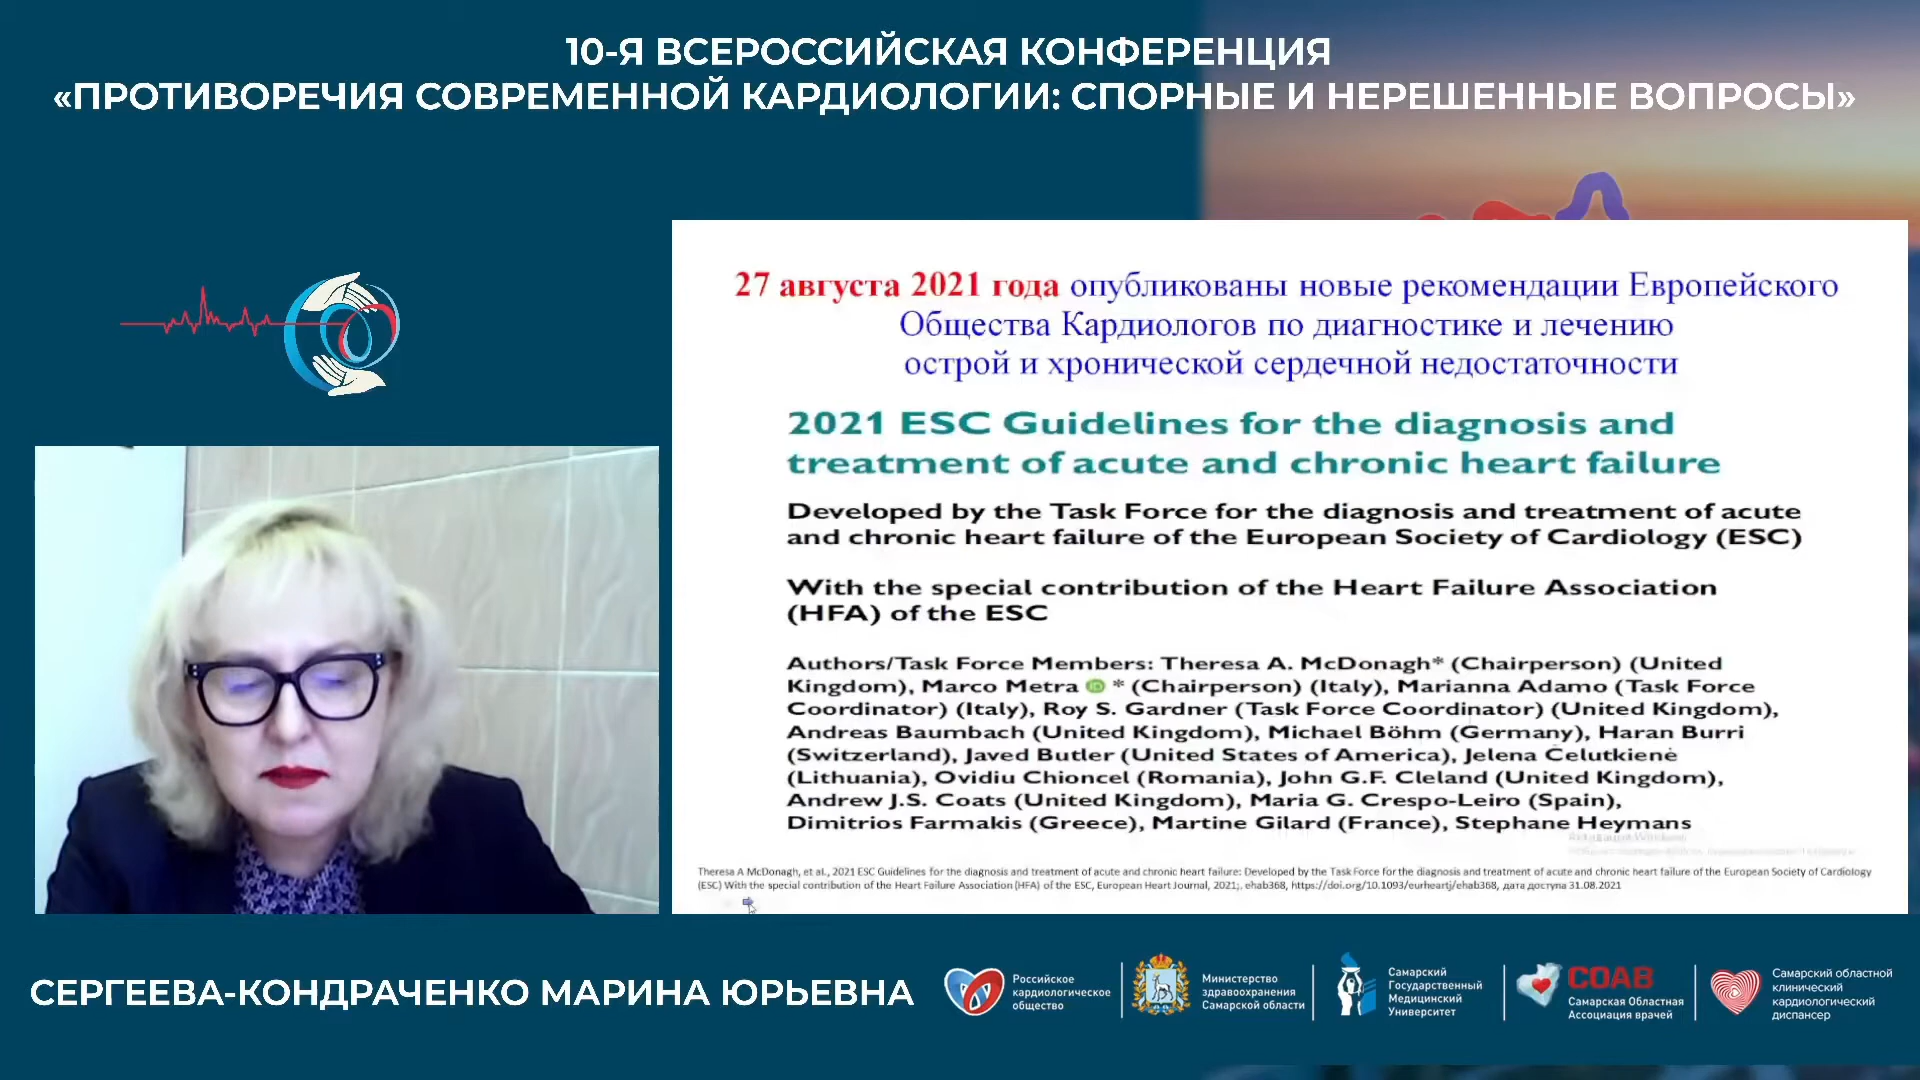 10-Я ВСЕРОССИЙСКАЯ КОНФЕРЕНЦИЯ
«ПРОТИВОРЕЧИЯ СОВРЕМЕННОЙ КАРДИОЛОГИИ: СПОРНЫЕ И НЕРЕШЕННЫЕ ВОПРОСЫ»
27 августа 2021 года опубликованы новые рекомендации Европейского
Общества Кардиологов по диагностике и лечению
острой и хронической сердечной недостаточности
2021 ESC Guidelines for the diagnosis and
treatment of acute and chronic heart failure
Developed by the Task Force for the diagnosis and treatment of acute
and chronic heart failure of the European Society of Cardiology (ESC)
With the special contribution of the Heart Failure Association
(HFA) of the ESC
Authors/Task Force Members: Theresa A. McDonagh* (Chairperson) (United
Kingdom), Marco Metra iD * (Chairperson) (Italy), Marianna Adamo (Task Force
Coordinator) (Italy), Roy S. Gardner (Task Force Coordinator) (United Kingdom),
Andreas Baumbach (United Kingdom), Michael Böhm (Germany), Haran Burri
(Switzerland), Javed Butler (United States of America), Jelena Čelutkienė
(Lithuania), Ovidiu Chioncel (Romania), John G.F. Cleland (United Kingdom),
Andrew J.S. Coats (United Kingdom), Maria G. Crespo-Leiro (Spain),
Dimitrios Farmakis (Greece), Martine Gilard (France), Stephane Heymans
Theresa A McDonagh, et al., 2021 ESC Guidelines for the diagnosis and treatment of acute and chronic heart failure: Developed by the Task Force for the diagnosis and treatment of acute and chronic heart failure of the European Society of Cardiology
(ESC) With the special contribution of the Heart Failure Association (HFA) of the ESC, European Heart Journal, 2021;, ehab368, https://doi.org/10.1093/eurheartj/ehab368, дата доступа 31.08.2021
СЕРГЕЕВА-КОНДРАЧЕНКО МАРИНА ЮРЬЕВНА
Российское
кардиологическое
общество
Министерство
здравоохранения
Самарской области
Самарский
Государственный
Медицинский
Университет
СОАВ
Самарская Областная
Ассоциация врачей
Самарский областной
клинический
кардиологический
диспансер